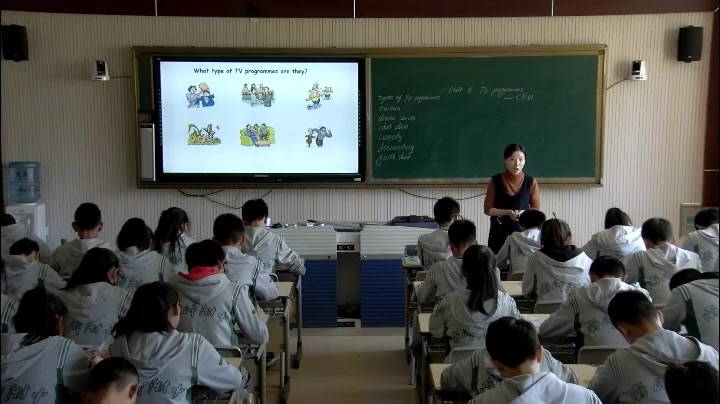 What type of TV programmes are they?
Unit 6 TV programmes
Types of TV programmes
cartoon
drama series
chat show
comedy
documentary
game show